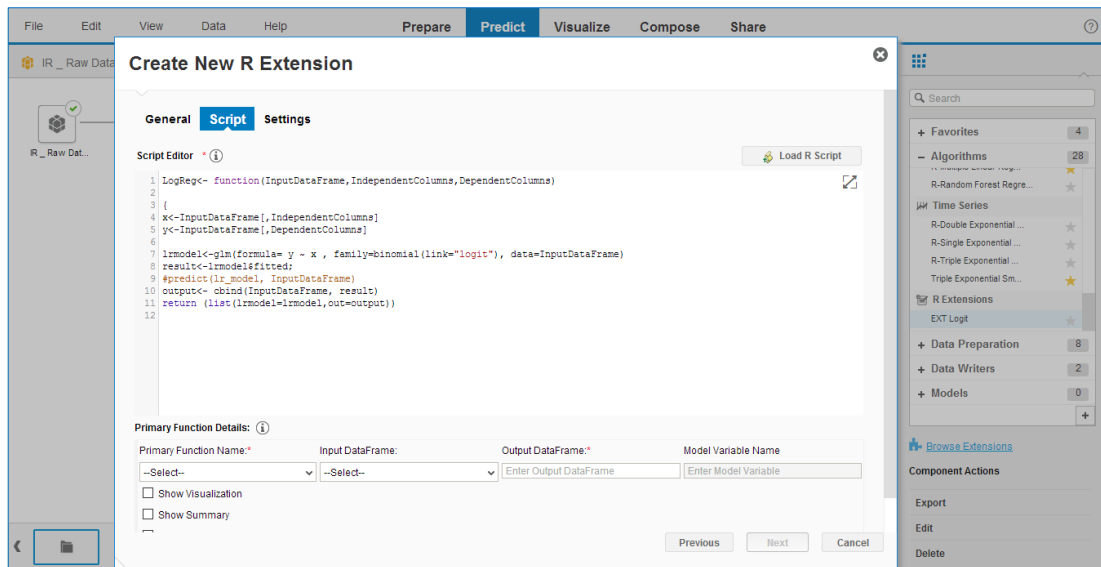 File Edit View Data Help Prepare Predict Visualize Compose Share
IR _ Raw Data
IR _ Raw Dat...
Create New R Extension
General Script Settings
Script Editor * i
Load R Script
1 LogReg<- function(InputDataFrame,IndependentColumns,DependentColumns)
2
3 {
4 x<-InputDataFrame[,IndependentColumns]
5 y<-InputDataFrame[,DependentColumns]
6
7 lrmodel<-glm(formula= y ~ x , family=binomial(link="logit"), data=InputDataFrame)
8 result<-lrmodel$fitted;
9 #predict(lr_model, InputDataFrame)
10 output<- cbind(InputDataFrame, result)
11 return (list(lrmodel=lrmodel,out=output))
12
Primary Function Details: i
Primary Function Name:* Input DataFrame: Output DataFrame:* Model Variable Name
--Select-- --Select-- Enter Output DataFrame Enter Model Variable
Show Visualization
Show Summary
Previous Next Cancel
Search
+ Favorites 4
− Algorithms 28
R-Random Forest Regre...
Time Series
R-Double Exponential ...
R-Single Exponential ...
R-Triple Exponential ...
Triple Exponential Sm...
R Extensions
EXT Logit
+ Data Preparation 8
+ Data Writers 2
+ Models 0
+
Browse Extensions
Component Actions
Export
Edit
Delete